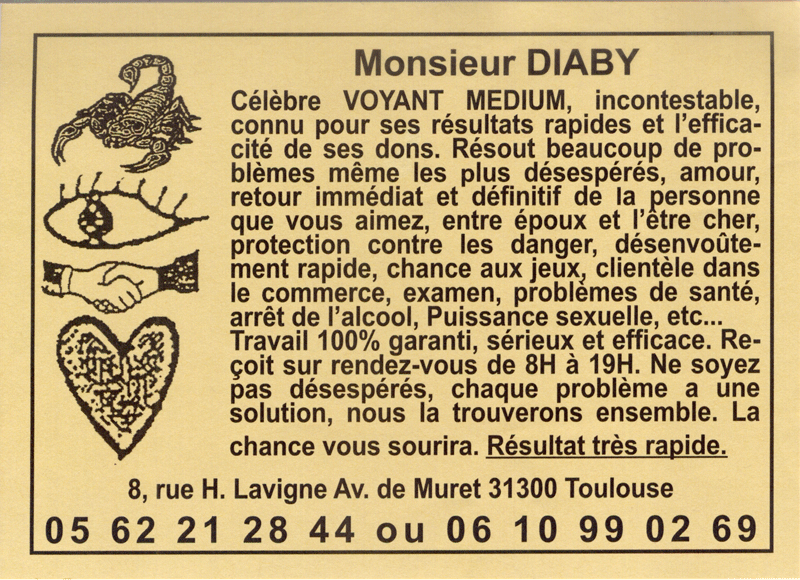 Monsieur DIABY
Célèbre VOYANT MEDIUM, incontestable,
connu pour ses résultats rapides et l'effica-
cité de ses dons. Résout beaucoup de pro-
blèmes même les plus désespérés, amour,
retour immédiat et définitif de la personne
que vous aimez, entre époux et l'être cher,
protection contre les danger, désenvoûte-
ment rapide, chance aux jeux, clientèle dans
le commerce, examen, problèmes de santé,
arrêt de l'alcool, Puissance sexuelle, etc...
Travail 100% garanti, sérieux et efficace. Re-
çoit sur rendez-vous de 8H à 19H. Ne soyez
pas désespérés, chaque problème a une
solution, nous la trouverons ensemble. La
chance vous sourira. Résultat très rapide.
8, rue H. Lavigne Av. de Muret 31300 Toulouse
05 62 21 28 44 ou 06 10 99 02 69